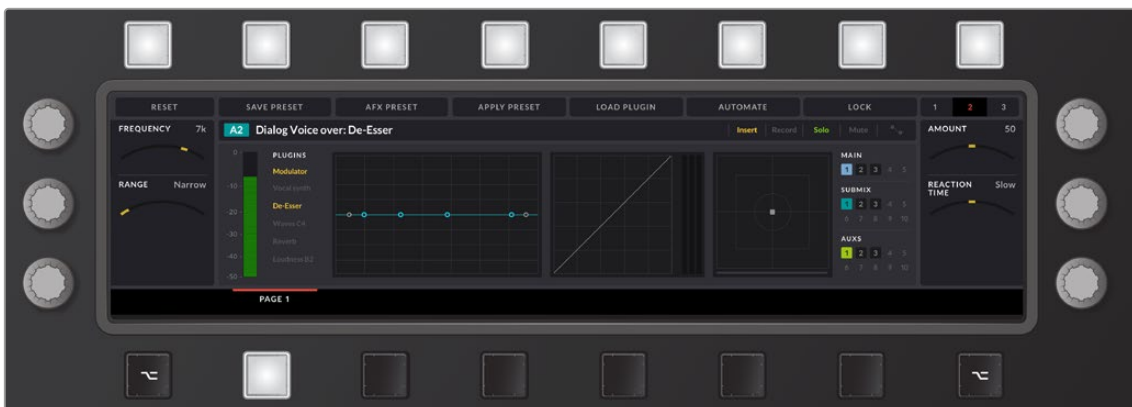 RESET SAVE PRESET AFX PRESET APPLY PRESET LOAD PLUGIN AUTOMATE LOCK 1 2 3
FREQUENCY 7k
RANGE Narrow
A2 Dialog Voice over: De-Esser Insert Record Solo Mute
0
-10
-20
-30
-40
-50
PLUGINS
Modulator
Vocal synth
De-Esser
Reverb
MAIN
1 2 3 4 5
SUBMIX
1 2 3 4 5
6 7 8 9 10
AUXS
1 2 3 4 5
6 7 8 9 10
AMOUNT 50
REACTION Slow
TIME
PAGE 1